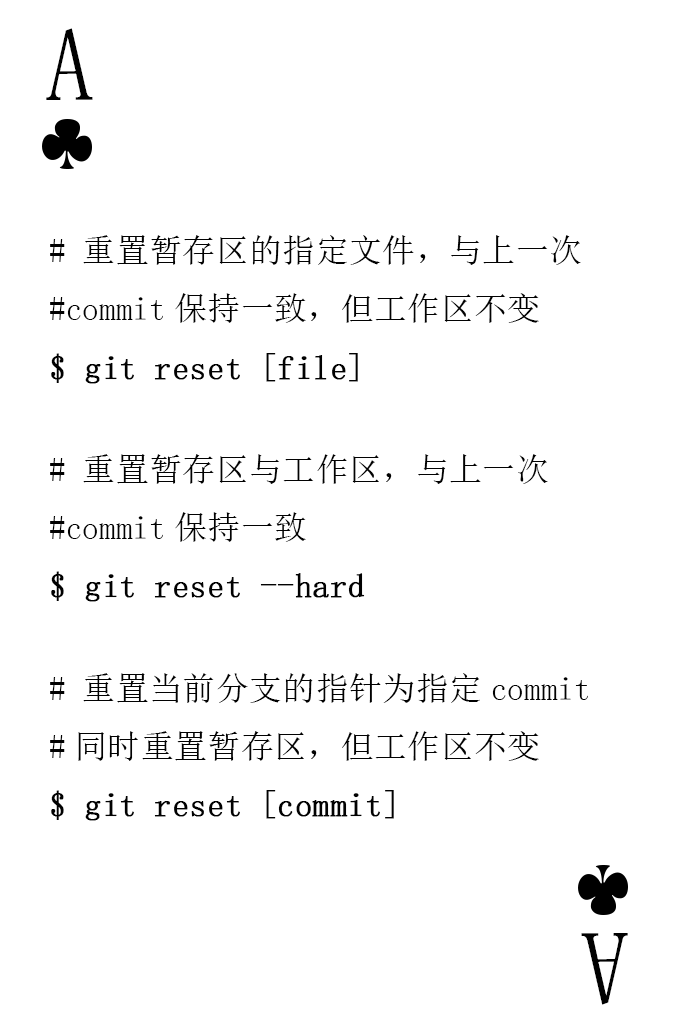 A
# 重置暂存区的指定文件，与上一次
#commit 保持一致，但工作区不变
$ git reset [file]
# 重置暂存区与工作区，与上一次
#commit 保持一致
$ git reset --hard
# 重置当前分支的指针为指定 commit
# 同时重置暂存区，但工作区不变
$ git reset [commit]
A